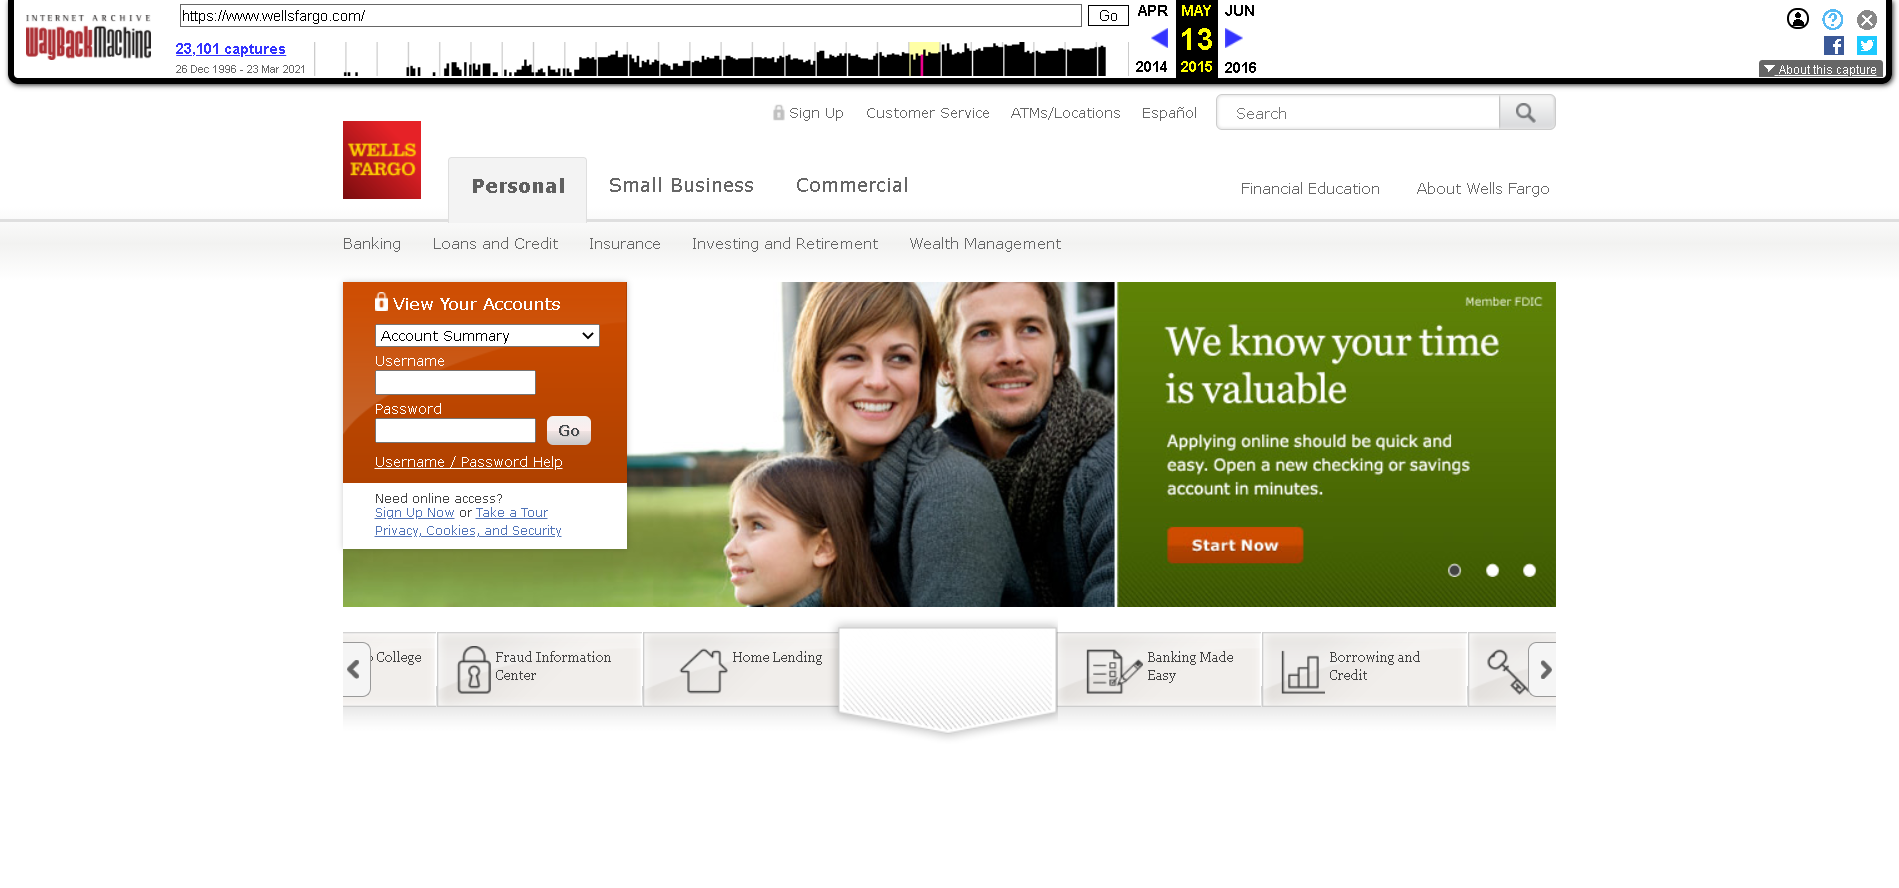 INTERNET ARCHIVE
WayBackMachine
https://www.wellsfargo.com/
Go
23,101 captures
26 Dec 1996 - 23 Mar 2021
APR MAY JUN
13
2014 2015 2016
About this capture
Sign Up Customer Service ATMs/Locations Español Search
WELLS
FARGO
Personal Small Business Commercial
Financial Education About Wells Fargo
Banking Loans and Credit Insurance Investing and Retirement Wealth Management
View Your Accounts
Account Summary
Username
Password
Go
Username / Password Help
Need online access?
Sign Up Now or Take a Tour
Privacy, Cookies, and Security
Member FDIC
We know your time
is valuable
Applying online should be quick and
easy. Open a new checking or savings
account in minutes.
Start Now
College
Fraud Information
Center
Home Lending
Banking Made
Easy
Borrowing and
Credit